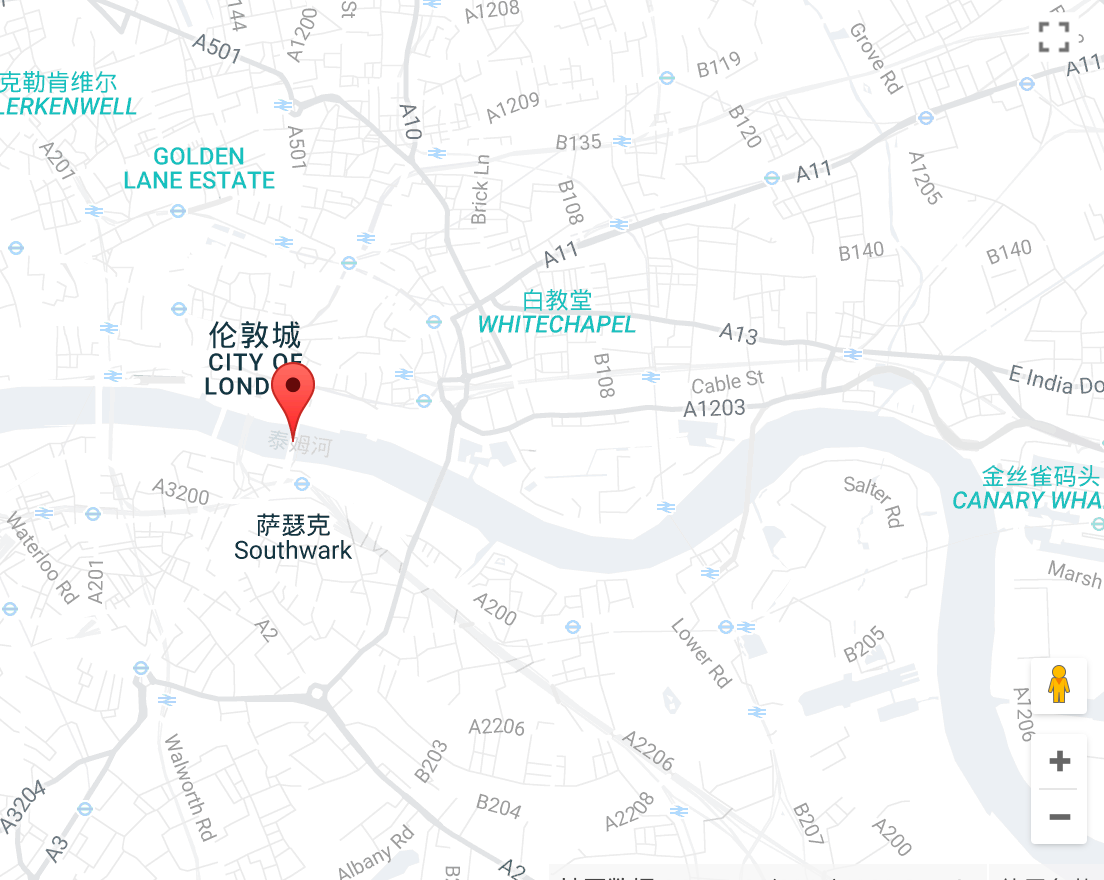 A1208
144
A1200
St
A501
Grove Rd
A11
B119
克勒肯维尔
LERKENWELL
A1209
A10
B120
A501
B135
A201
GOLDEN
LANE ESTATE
A11
A1205
Brick Ln
B108
A11
B140
B140
白教堂
WHITECHAPEL
伦敦城
CITY OF
LOND
A13
B108
Cable St
A1203
E India Do
泰姆河
金丝雀码头
CANARY WHA
A3200
Salter Rd
萨瑟克
Southwark
Waterloo Rd
A201
Marsh
A200
A2
Lower Rd
B205
A1206
A2206
A2206
B203
Walworth Rd
B204
A2208
A3204
A3
Albany Rd
B207
A200
A2
B2